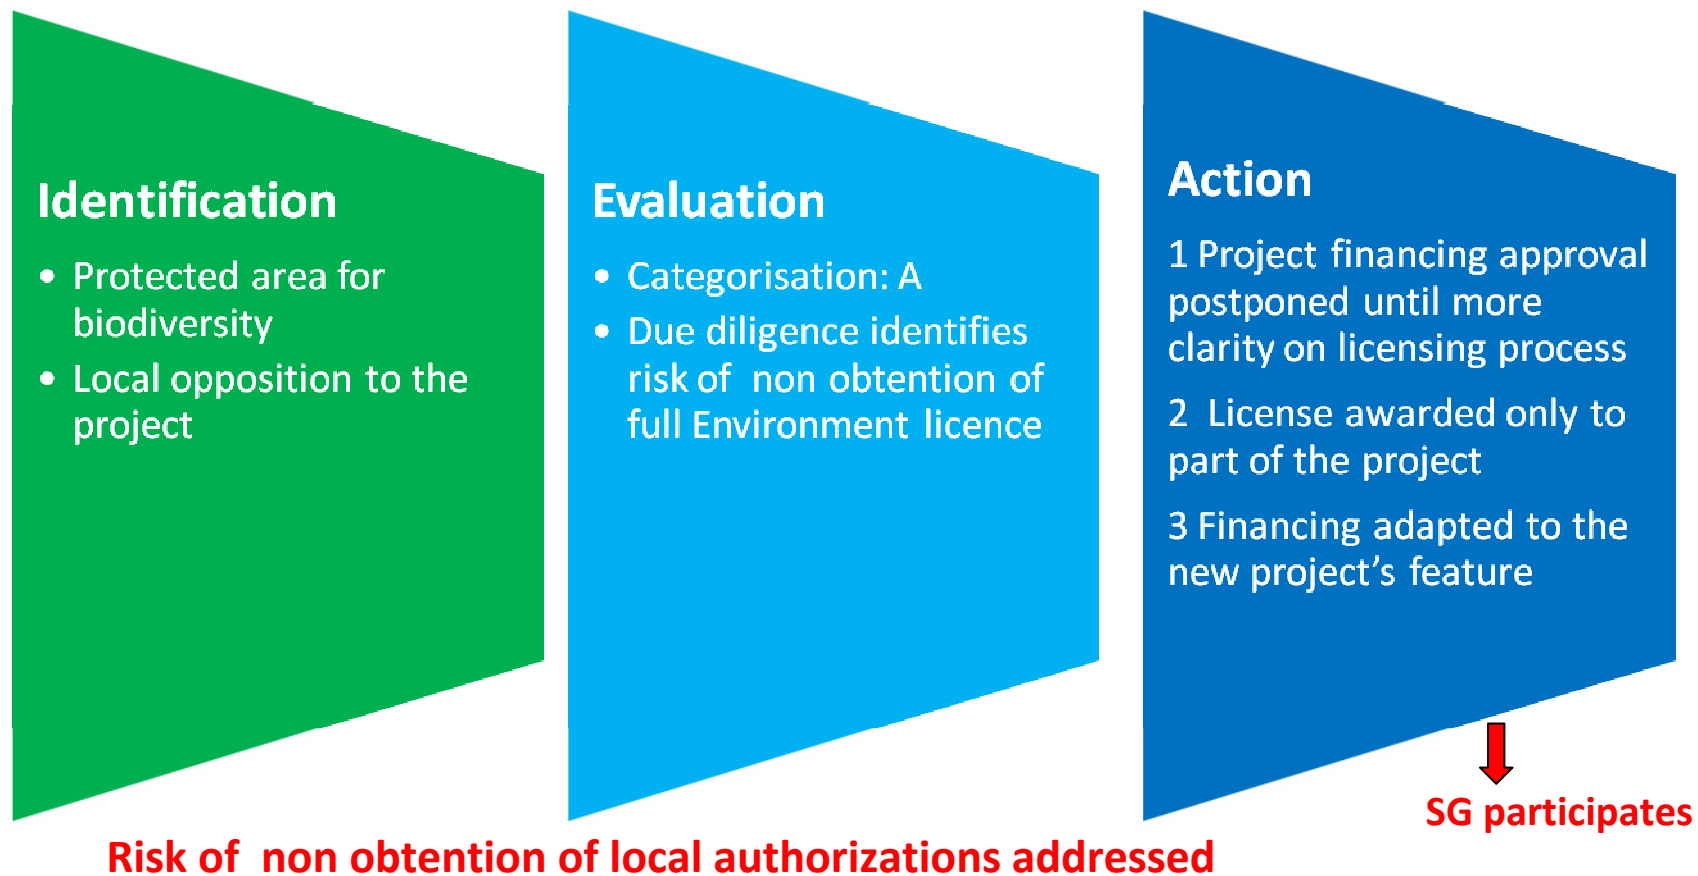 Identification
• Protected area for
biodiversity
• Local opposition to the
project
Evaluation
• Categorisation: A
• Due diligence identifies
risk of non obtention of
full Environment licence
Action
1 Project financing approval
postponed until more
clarity on licensing process
2 License awarded only to
part of the project
3 Financing adapted to the
new project’s feature
SG participates
Risk of non obtention of local authorizations addressed